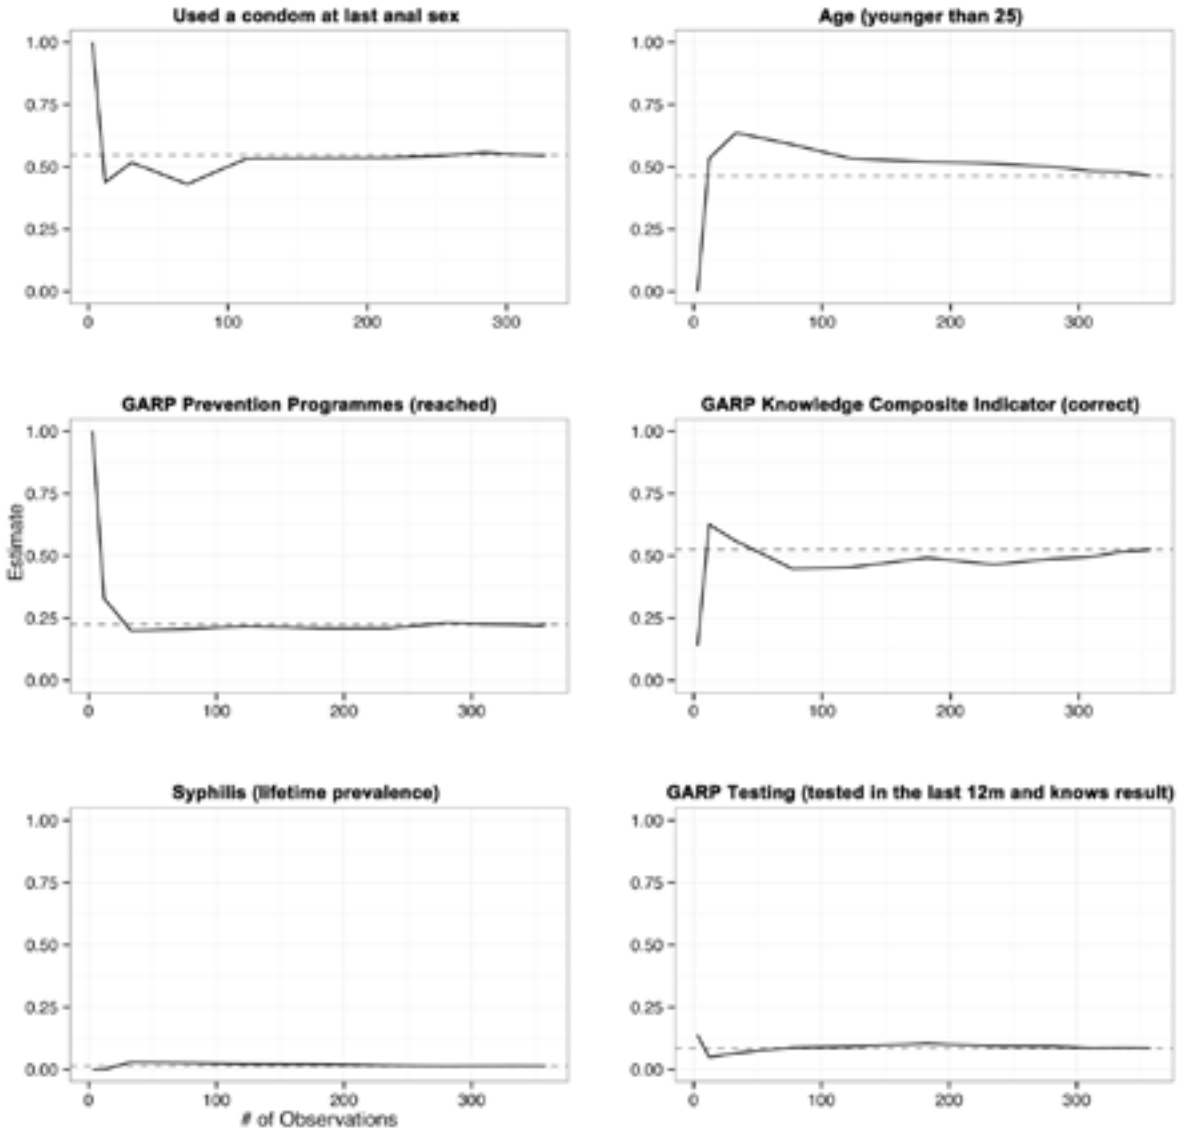 Used a condom at last anal sex
1.00
0.75
0.50
0.25
0.00
0 100 200 300
Age (younger than 25)
1.00
0.75
0.50
0.25
0.00
0 100 200 300
GARP Prevention Programmes (reached)
Estimate
1.00
0.75
0.50
0.25
0.00
0 100 200 300
GARP Knowledge Composite Indicator (correct)
1.00
0.75
0.50
0.25
0.00
0 100 200 300
Syphilis (lifetime prevalence)
1.00
0.75
0.50
0.25
0.00
0 100 200 300
# of Observations
GARP Testing (tested in the last 12m and knows result)
1.00
0.75
0.50
0.25
0.00
0 100 200 300